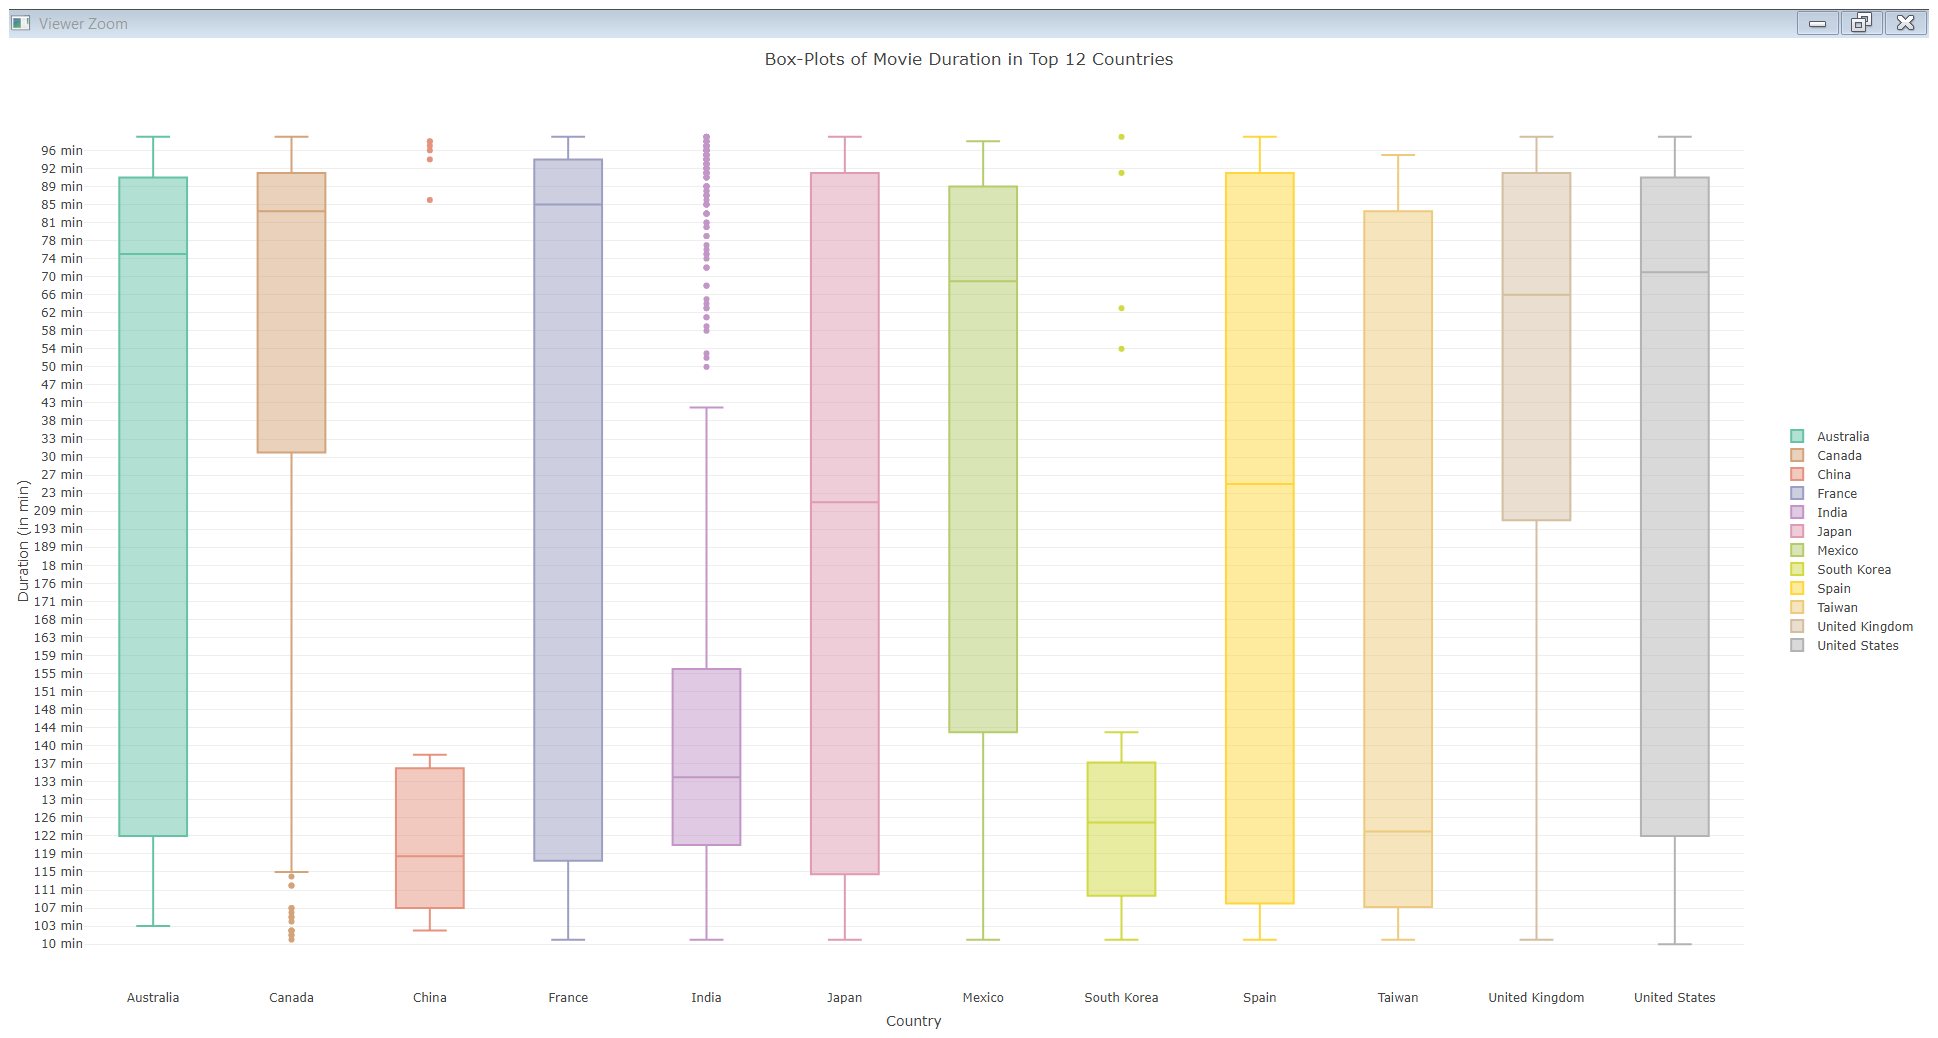 Viewer Zoom
Box-Plots of Movie Duration in Top 12 Countries
Duration (in min)
96 min
92 min
89 min
85 min
81 min
78 min
74 min
70 min
66 min
62 min
58 min
54 min
50 min
47 min
43 min
38 min
33 min
30 min
27 min
23 min
209 min
193 min
189 min
18 min
176 min
171 min
168 min
163 min
159 min
155 min
151 min
148 min
144 min
140 min
137 min
133 min
13 min
126 min
122 min
119 min
115 min
111 min
107 min
103 min
10 min
Australia Canada China France India Japan Mexico South Korea Spain Taiwan United Kingdom United States
Country
Australia
Canada
China
France
India
Japan
Mexico
South Korea
Spain
Taiwan
United Kingdom
United States